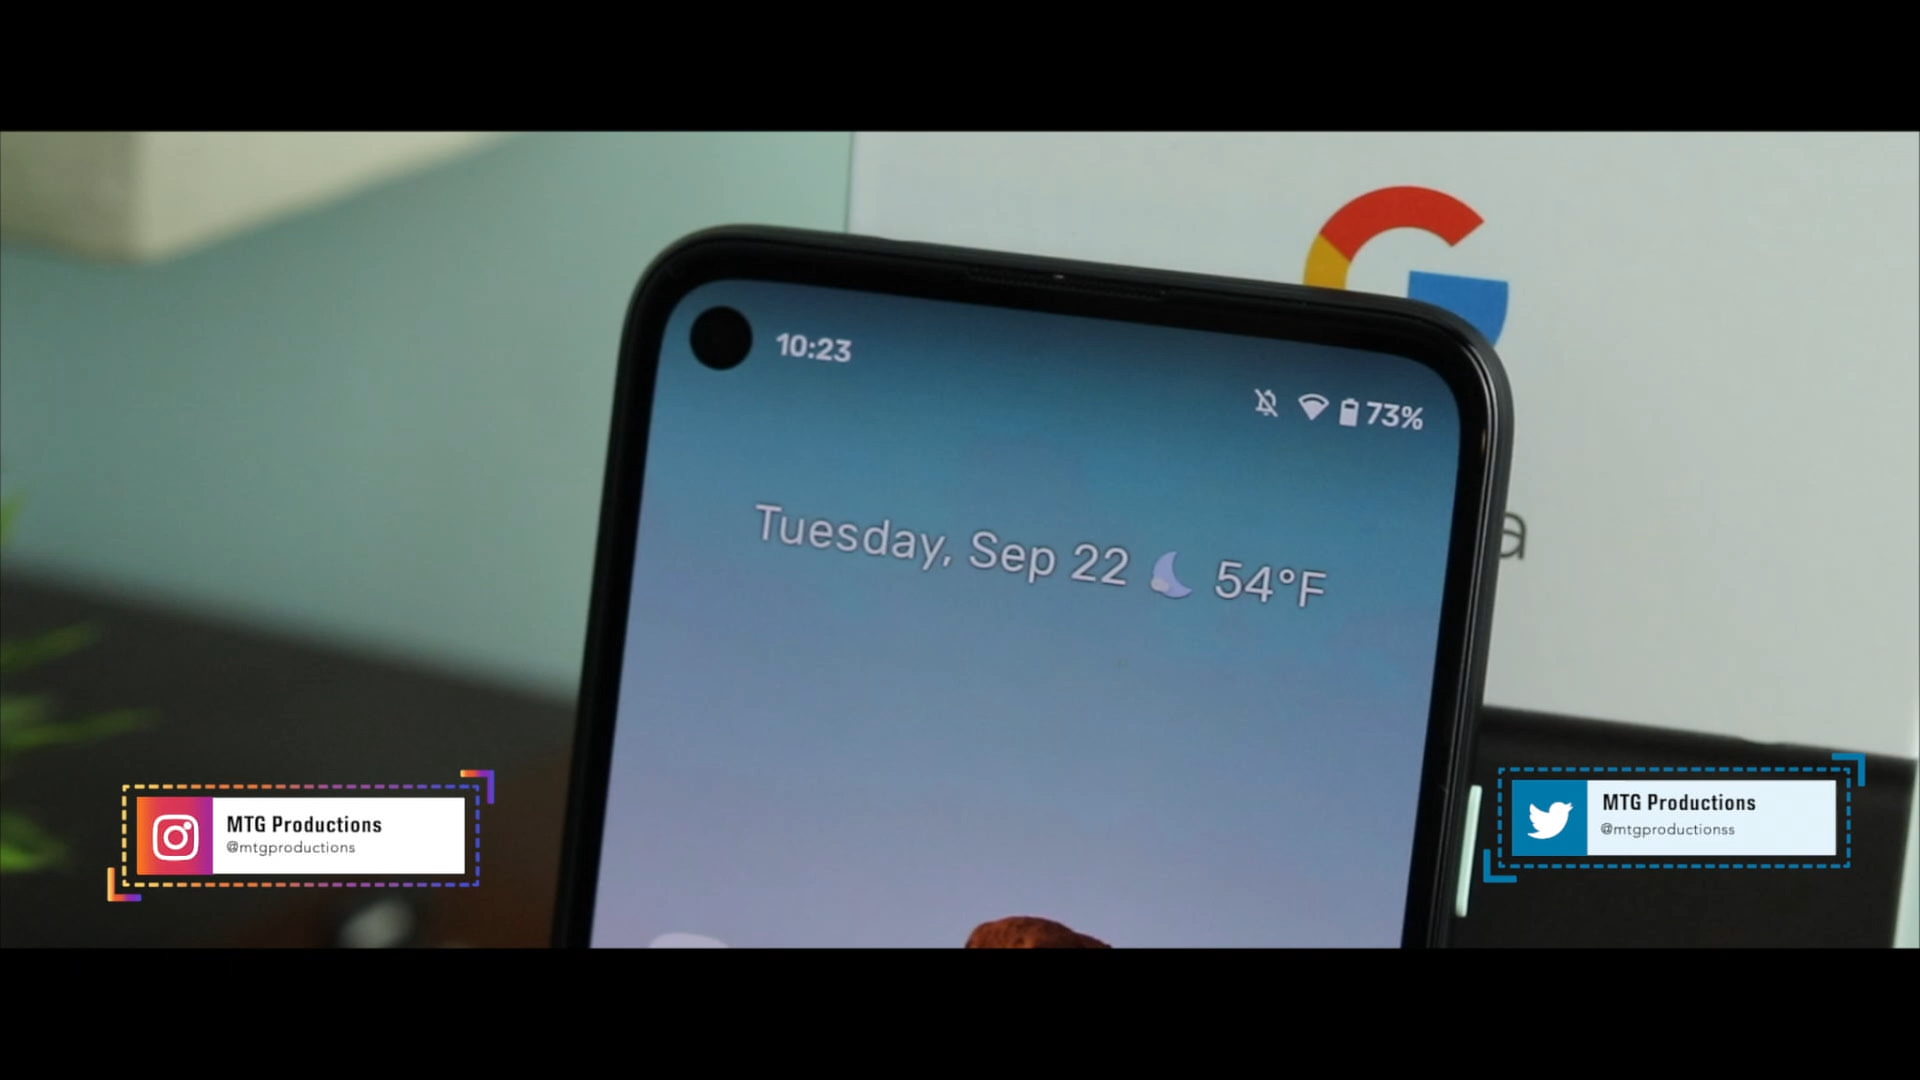 10:23
73%
Tuesday, Sep 22 54°F
a
MTG Productions
@mtgproductions
MTG Productions
@mtgproductionss